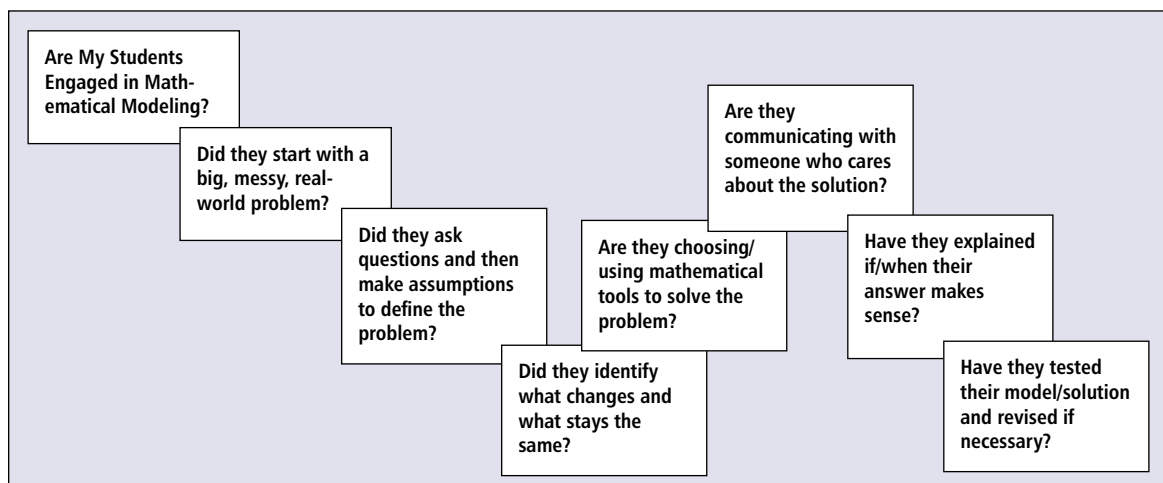 Are My Students
Engaged in Math-
ematical Modeling?
Did they start with a
big, messy, real-
world problem?
Did they ask
questions and then
make assumptions
to define the
problem?
Did they identify
what changes and
what stays the
same?
Are they choosing/
using mathematical
tools to solve the
problem?
Are they
communicating with
someone who cares
about the solution?
Have they explained
if/when their
answer makes
sense?
Have they tested
their model/solution
and revised if
necessary?